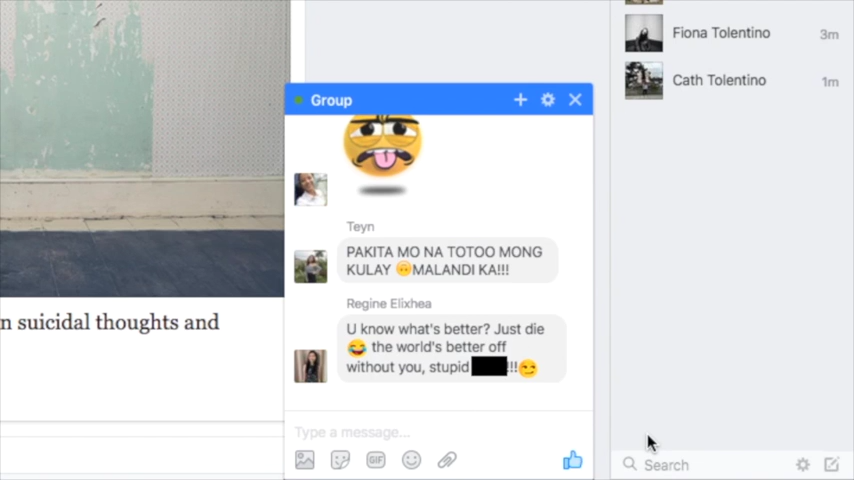 Fiona Tolentino 3m
Cath Tolentino 1m
Group
Teyn
PAKITA MO NA TOTOO MONG
KULAY 🙃MALANDI KA!!!
Regine Elixhea
U know what's better? Just die
😂 the world's better off
without you, stupid !!!😏
n suicidal thoughts and
Type a message...
GIF
Search